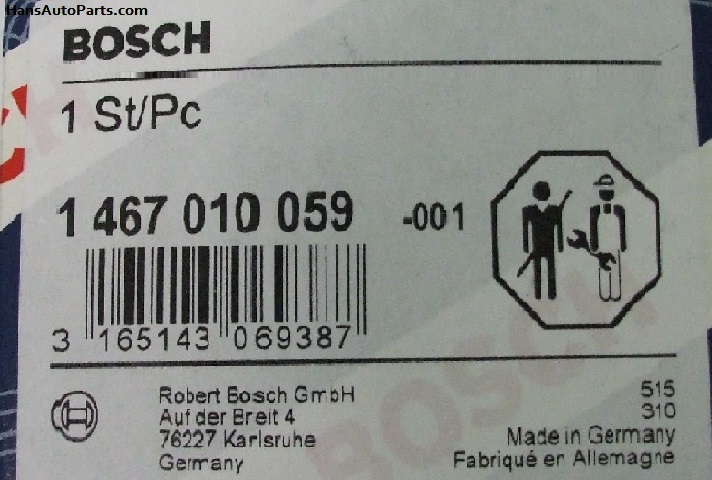 HansAutoParts.com
BOSCH
1 St/Pc
1 467 010 059 -001
3 165143 069387
Robert Bosch GmbH
Auf der Breit 4
76227 Karlsruhe
Germany
515
310
Made in Germany
Fabriqué en Allemagne
BOSCH